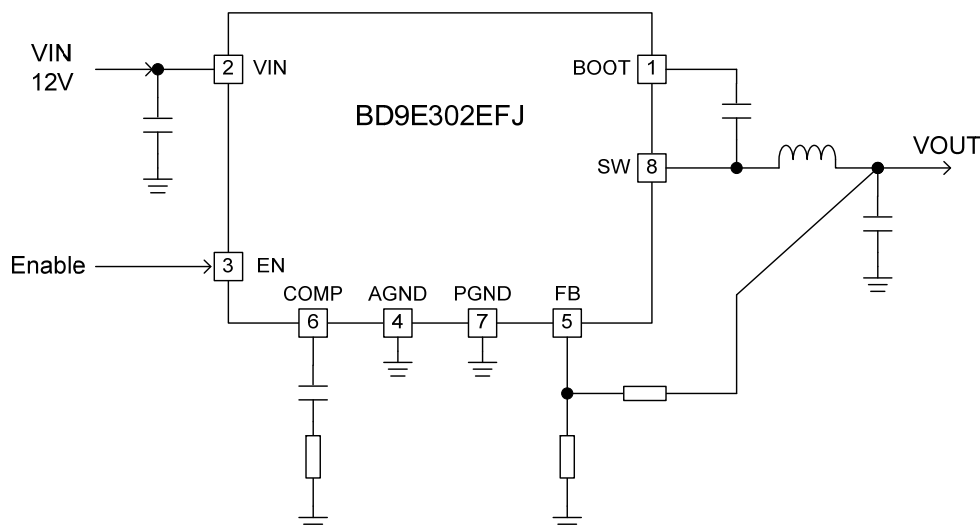 VIN
12V
2
VIN
BOOT
1
BD9E302EFJ
SW
8
VOUT
Enable
3
EN
COMP
AGND
PGND
FB
6
4
7
5